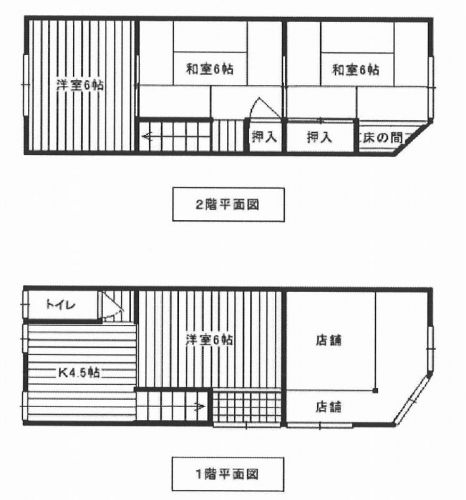 洋室6帖
和室6帖
和室6帖
押入
押入
床の間
2階平面図
トイレ
K4.5帖
洋室6帖
店舗
店舗
1階平面図